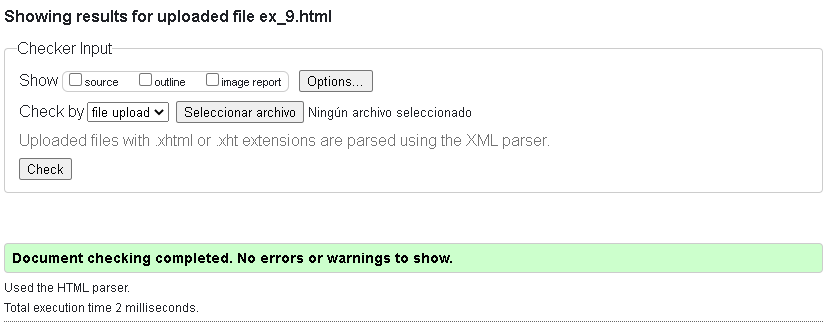 Showing results for uploaded file ex_9.html
Checker Input
Show source outline image report Options...
Check by file upload Seleccionar archivo Ningún archivo seleccionado
Uploaded files with .xhtml or .xht extensions are parsed using the XML parser.
Check
Document checking completed. No errors or warnings to show.
Used the HTML parser.
Total execution time 2 milliseconds.